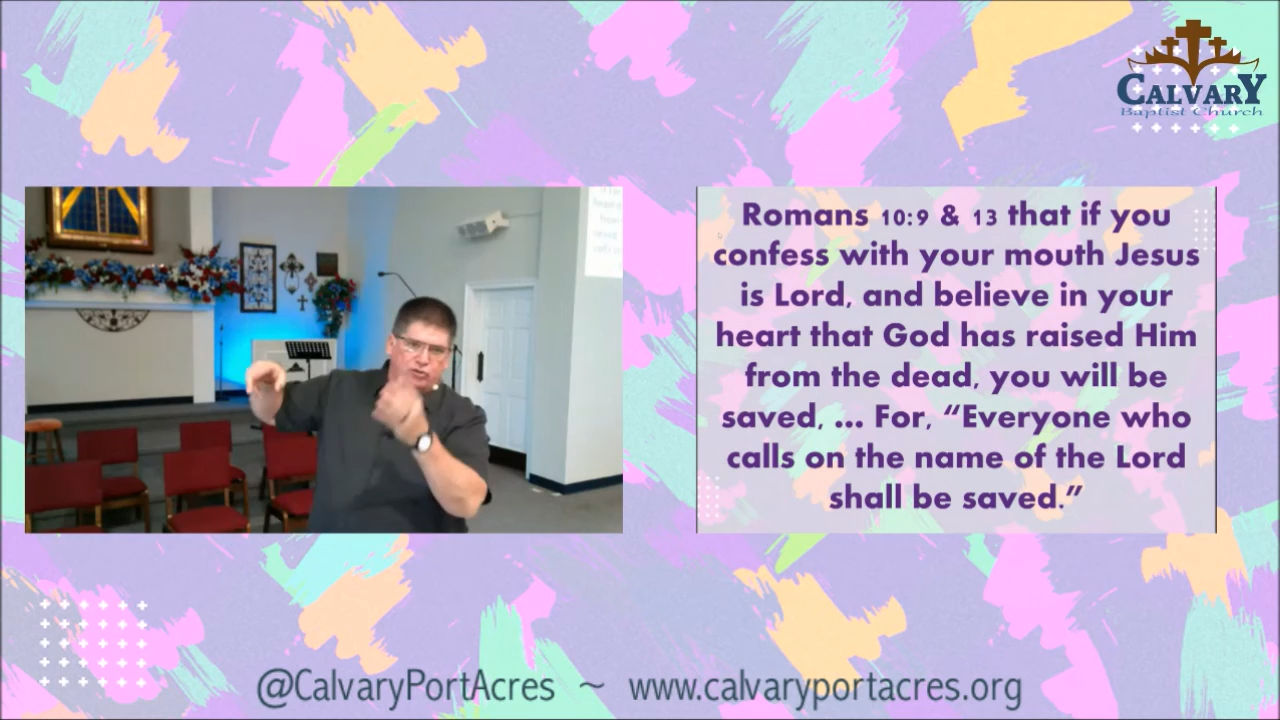 CALVARY
Baptist Church
Romans 10:9 & 13 that if you
confess with your mouth Jesus
is Lord, and believe in your
heart that God has raised Him
from the dead, you will be
saved, ... For, “Everyone who
calls on the name of the Lord
shall be saved.”
@CalvaryPortAcres ~ www.calvaryportacres.org